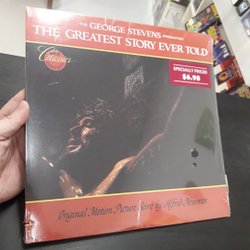 THE GEORGE STEVENS PRODUCTION
THE GREATEST STORY EVER TOLD
Classics
SPECIALLY PRICED
$6.98
Original Motion Picture Score by Alfred Newman